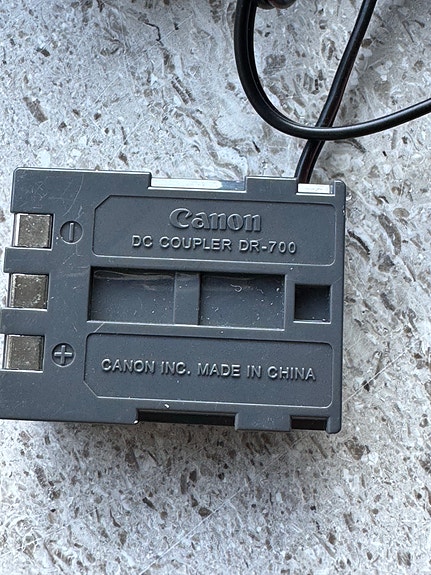 Canon
DC COUPLER DR-700
CANON INC. MADE IN CHINA